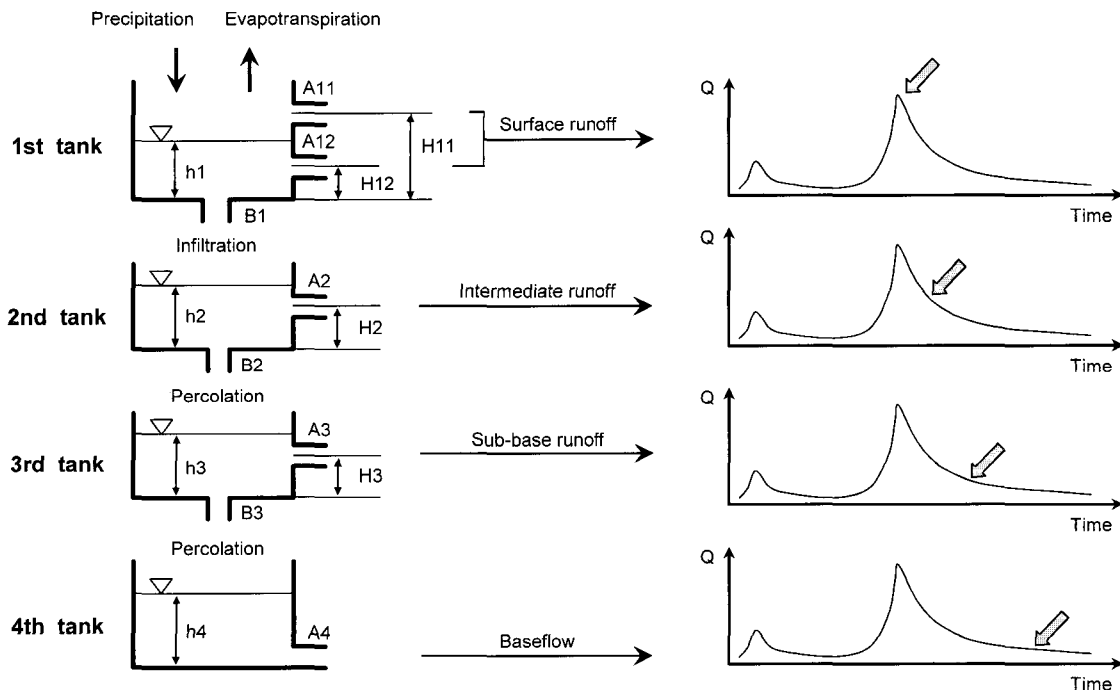 Precipitation Evapotranspiration
1st tank
h1
A11
A12
H11
H12
B1
Surface runoff
Q
Time
Infiltration
2nd tank
h2
A2
H2
B2
Intermediate runoff
Q
Time
Percolation
3rd tank
h3
A3
H3
B3
Sub-base runoff
Q
Time
Percolation
4th tank
h4
A4
Baseflow
Q
Time